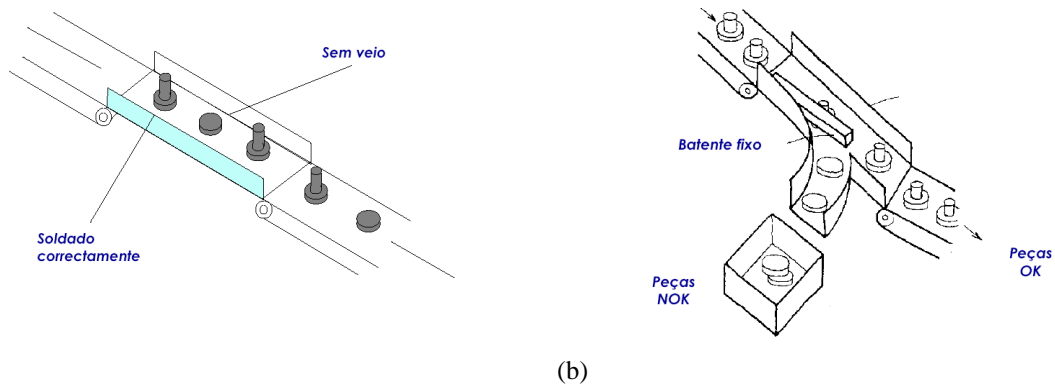 Sem veio
Soldado
correctamente
Batente fixo
Peças
OK
Peças
NOK
(b)